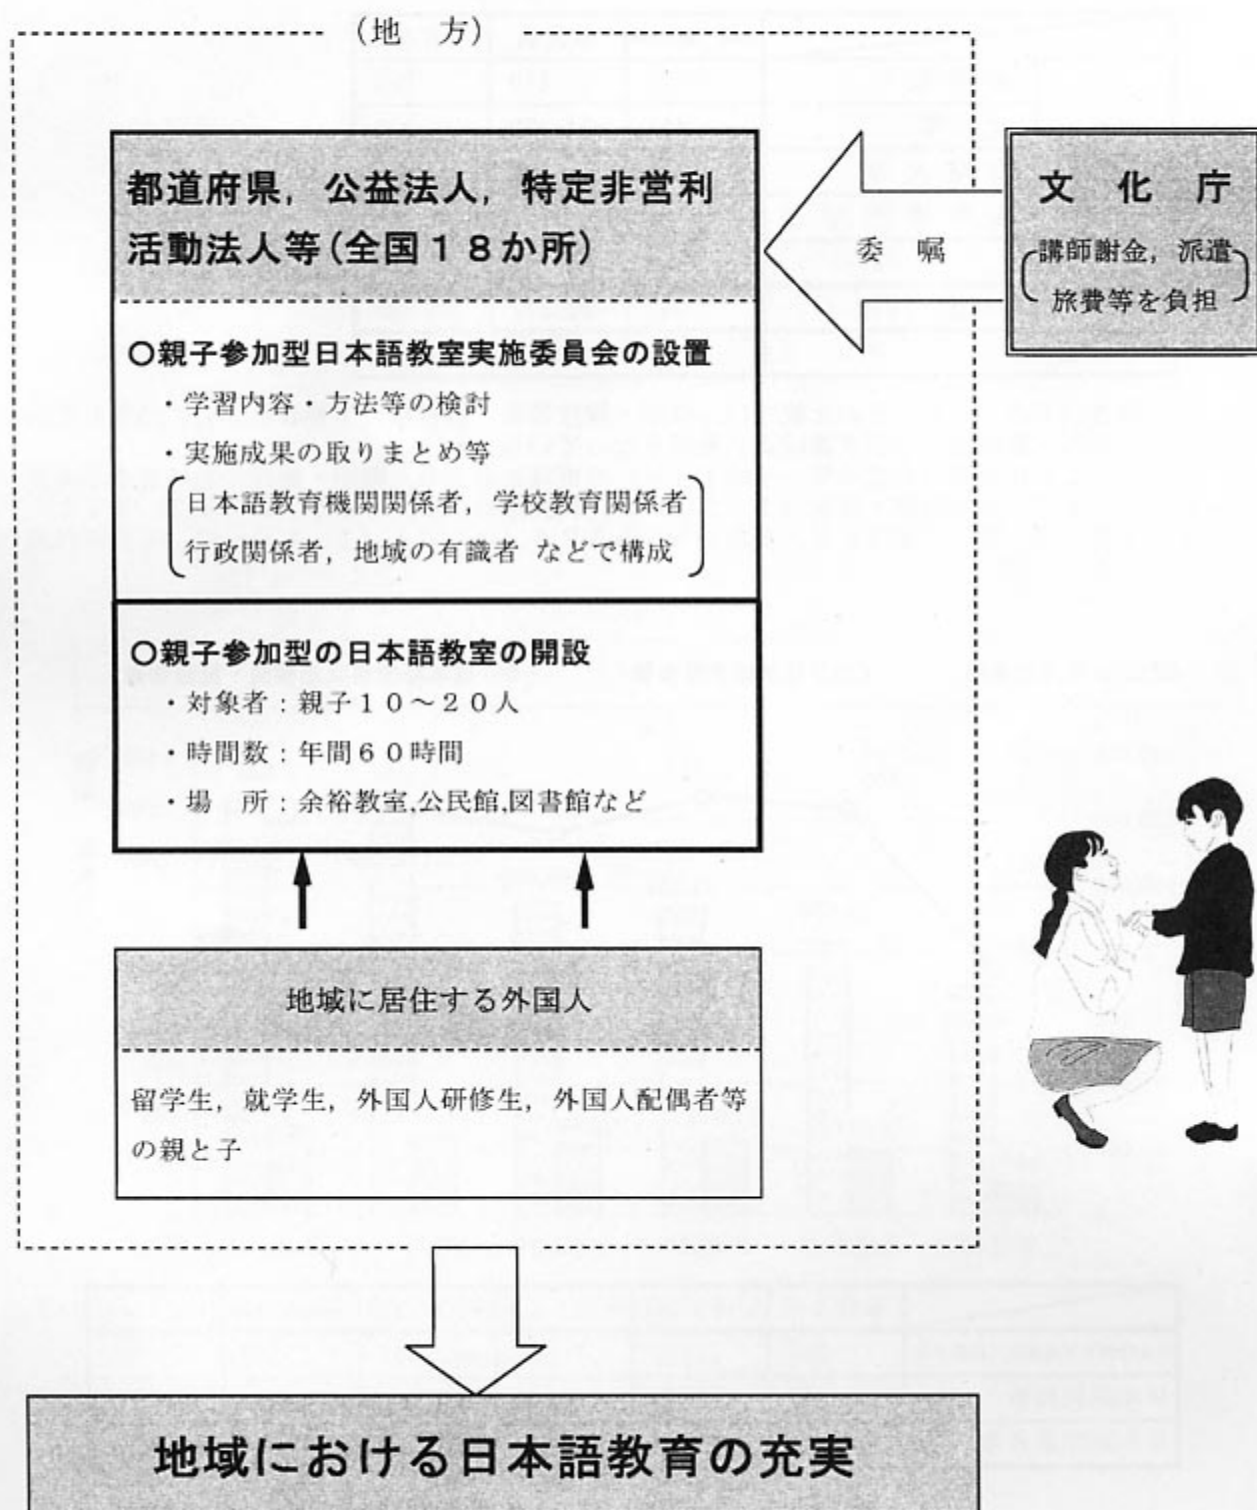 (地　方)
都道府県，公益法人，特定非営利
活動法人等(全国１８か所)
委　嘱
文　化　庁
講師謝金，派遣
旅費等を負担
○親子参加型日本語教室実施委員会の設置
・学習内容・方法等の検討
・実施成果の取りまとめ等
日本語教育機関関係者，学校教育関係者
行政関係者，地域の有識者 などで構成
○親子参加型の日本語教室の開設
・対象者：親子１０～２０人
・時間数：年間６０時間
・場　所：余裕教室,公民館,図書館など
地域に居住する外国人
留学生，就学生，外国人研修生，外国人配偶者等
の親と子
地域における日本語教育の充実